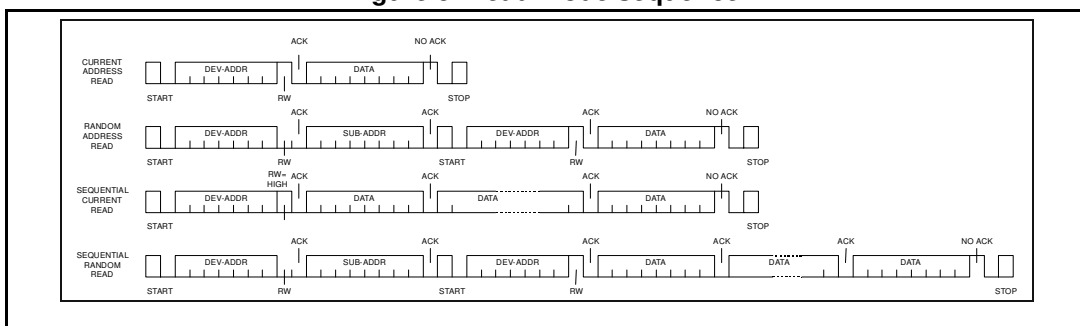 ACK NO ACK
CURRENT
ADDRESS
READ
DEV-ADDR DATA
START RW STOP
ACK ACK ACK NO ACK
RANDOM
ADDRESS
READ
DEV-ADDR SUB-ADDR DEV-ADDR DATA
START RW START RW STOP
RW=
HIGH
ACK ACK ACK NO ACK
SEQUENTIAL
CURRENT
READ
DEV-ADDR DATA DATA DATA
START STOP
ACK ACK ACK ACK ACK NO ACK
SEQUENTIAL
RANDOM
READ
DEV-ADDR SUB-ADDR DEV-ADDR DATA DATA DATA
START RW START RW STOP